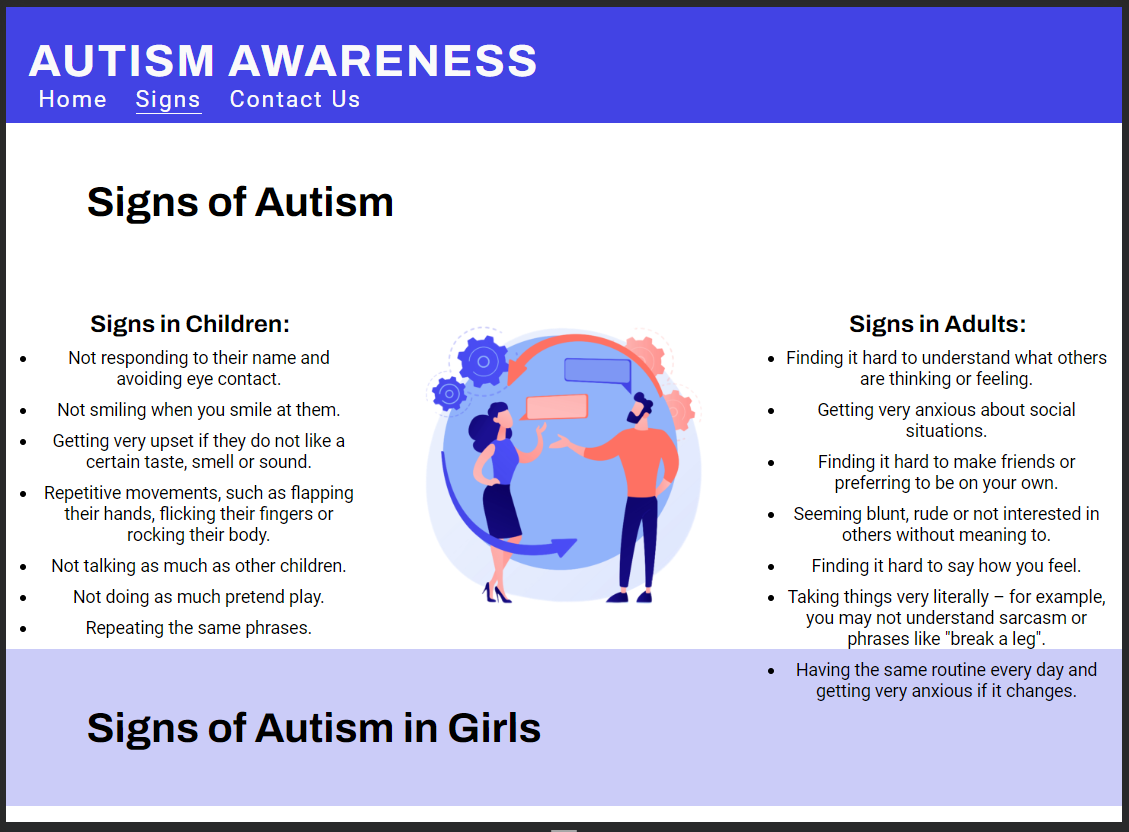 AUTISM AWARENESS
Home Signs Contact Us
Signs of Autism
Signs in Children:
• Not responding to their name and
avoiding eye contact.
• Not smiling when you smile at them.
• Getting very upset if they do not like a
certain taste, smell or sound.
• Repetitive movements, such as flapping
their hands, flicking their fingers or
rocking their body.
• Not talking as much as other children.
• Not doing as much pretend play.
• Repeating the same phrases.
Signs in Adults:
• Finding it hard to understand what others
are thinking or feeling.
• Getting very anxious about social
situations.
• Finding it hard to make friends or
preferring to be on your own.
• Seeming blunt, rude or not interested in
others without meaning to.
• Finding it hard to say how you feel.
• Taking things very literally – for example,
you may not understand sarcasm or
phrases like "break a leg".
• Having the same routine every day and
getting very anxious if it changes.
Signs of Autism in Girls